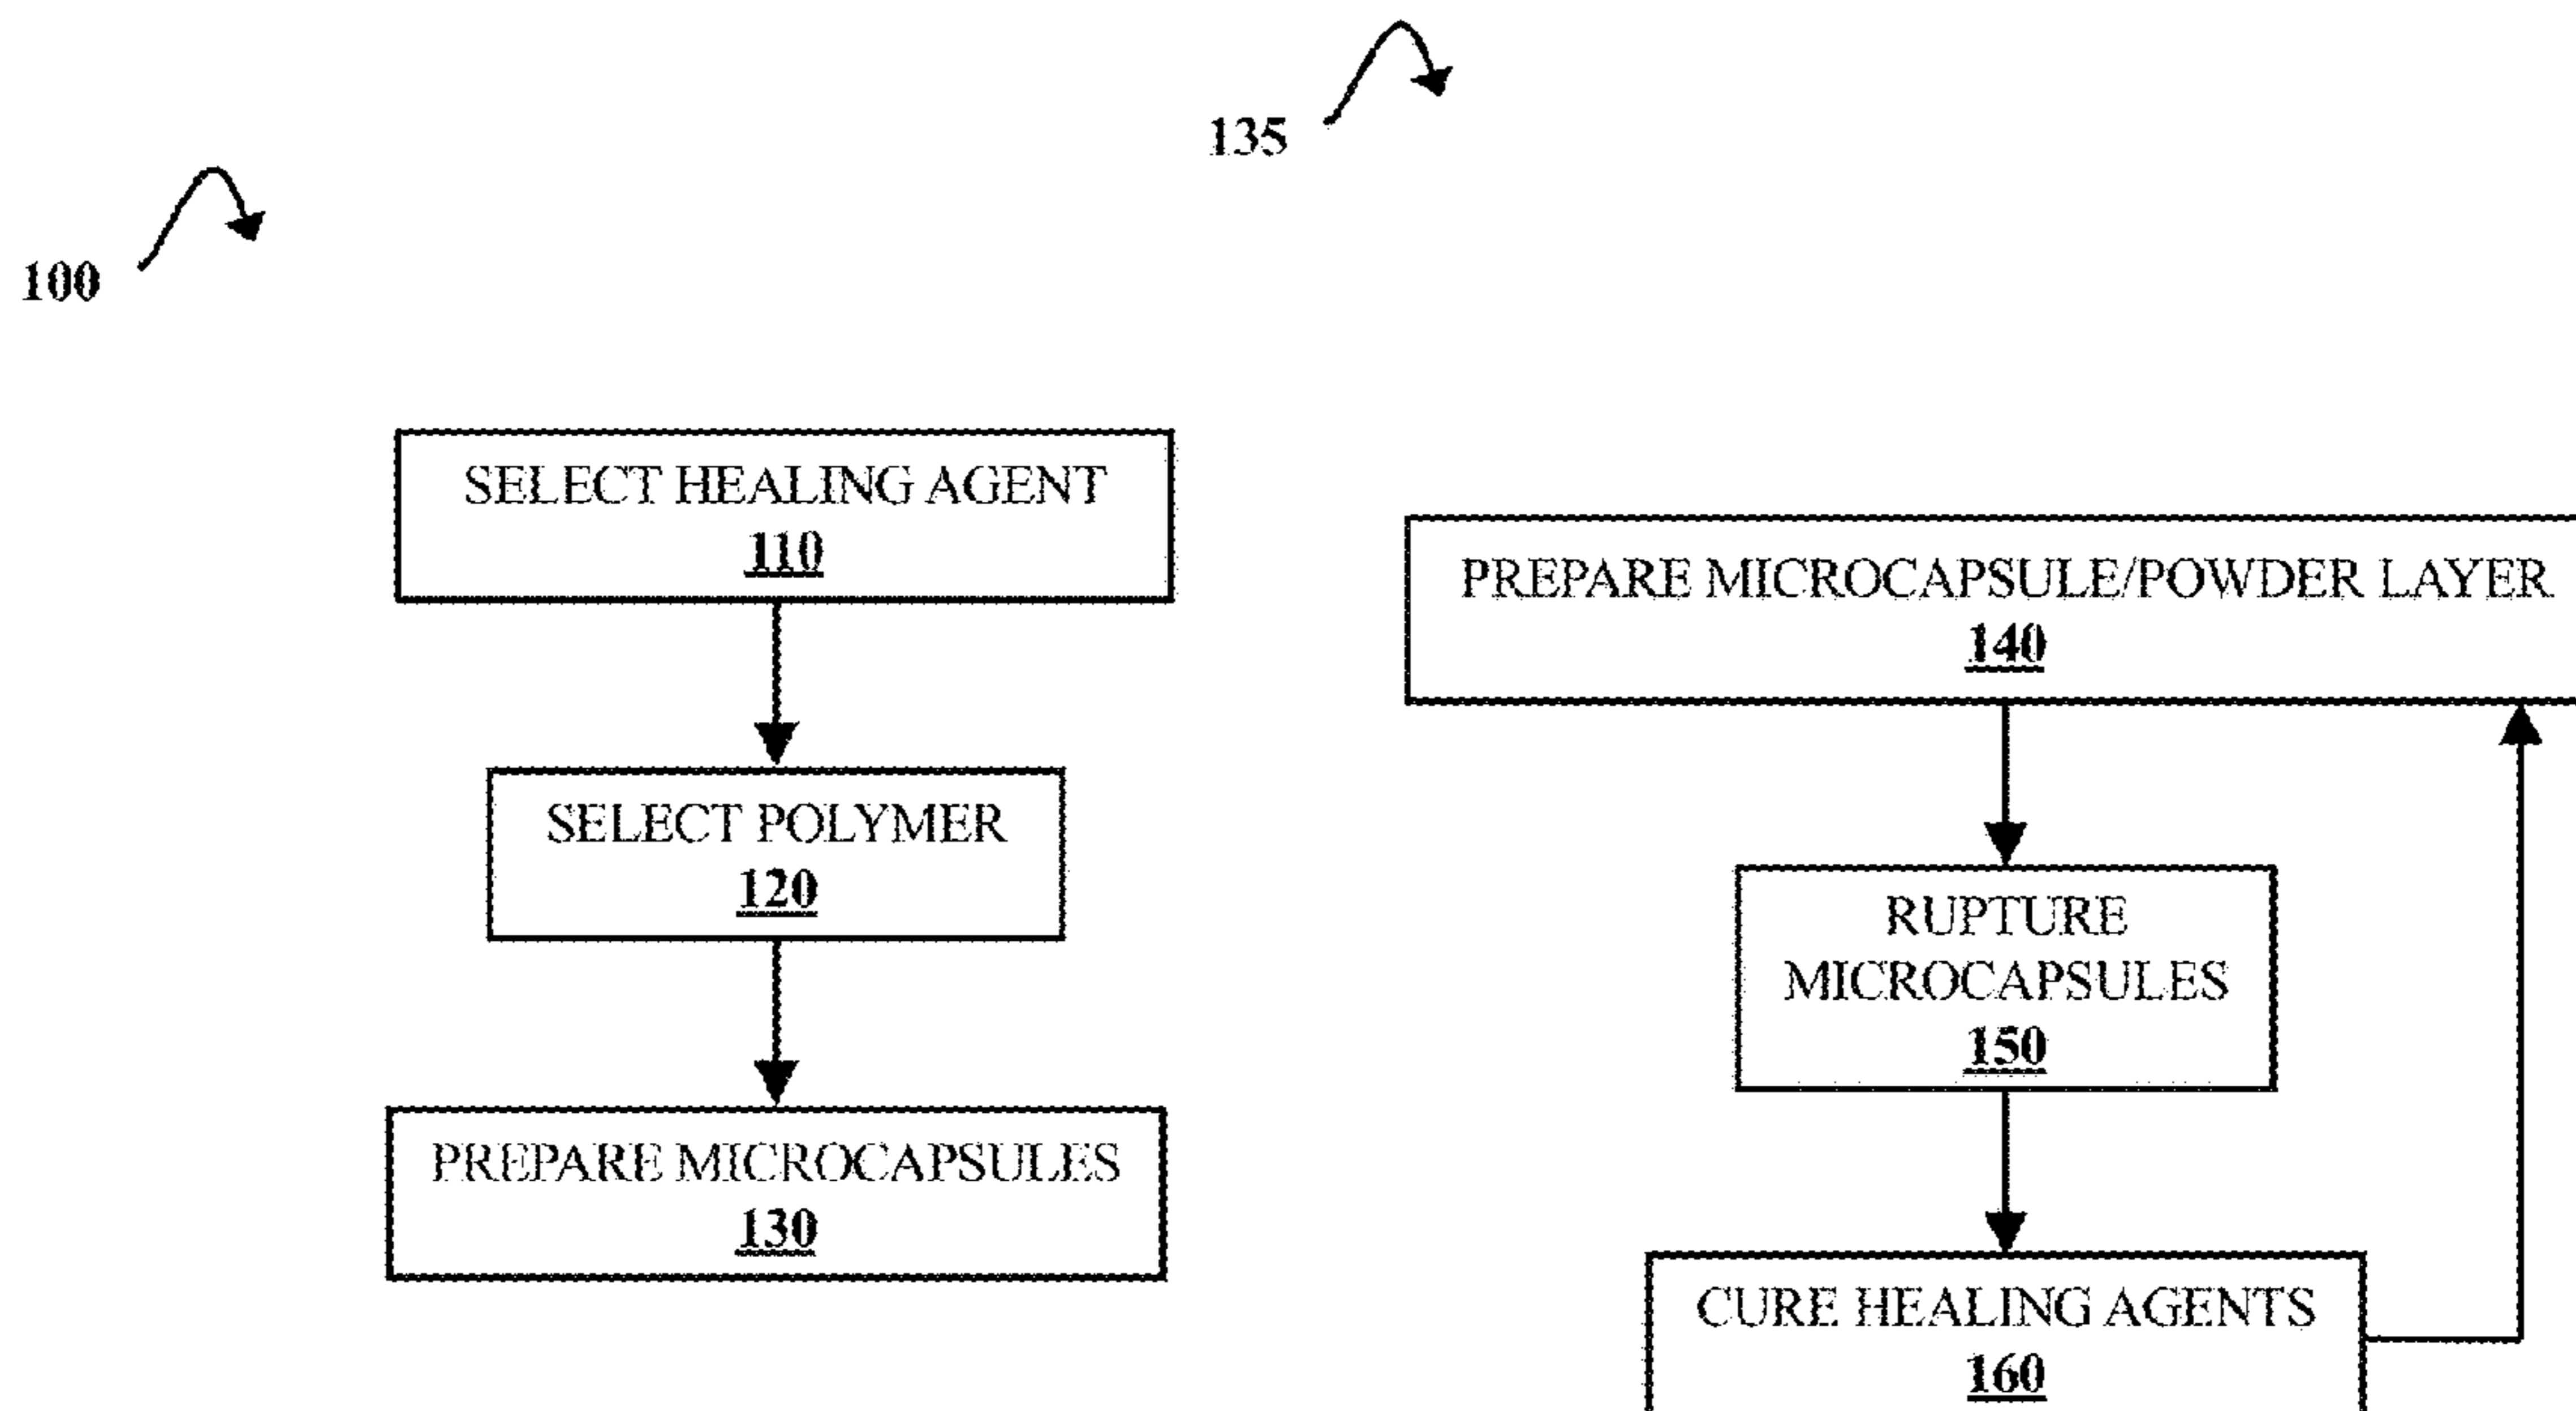 100
SELECT HEALING AGENT
110
SELECT POLYMER
120
PREPARE MICROCAPSULES
130
135
PREPARE MICROCAPSULE/POWDER LAYER
140
RUPTURE
MICROCAPSULES
150
CURE HEALING AGENTS
160